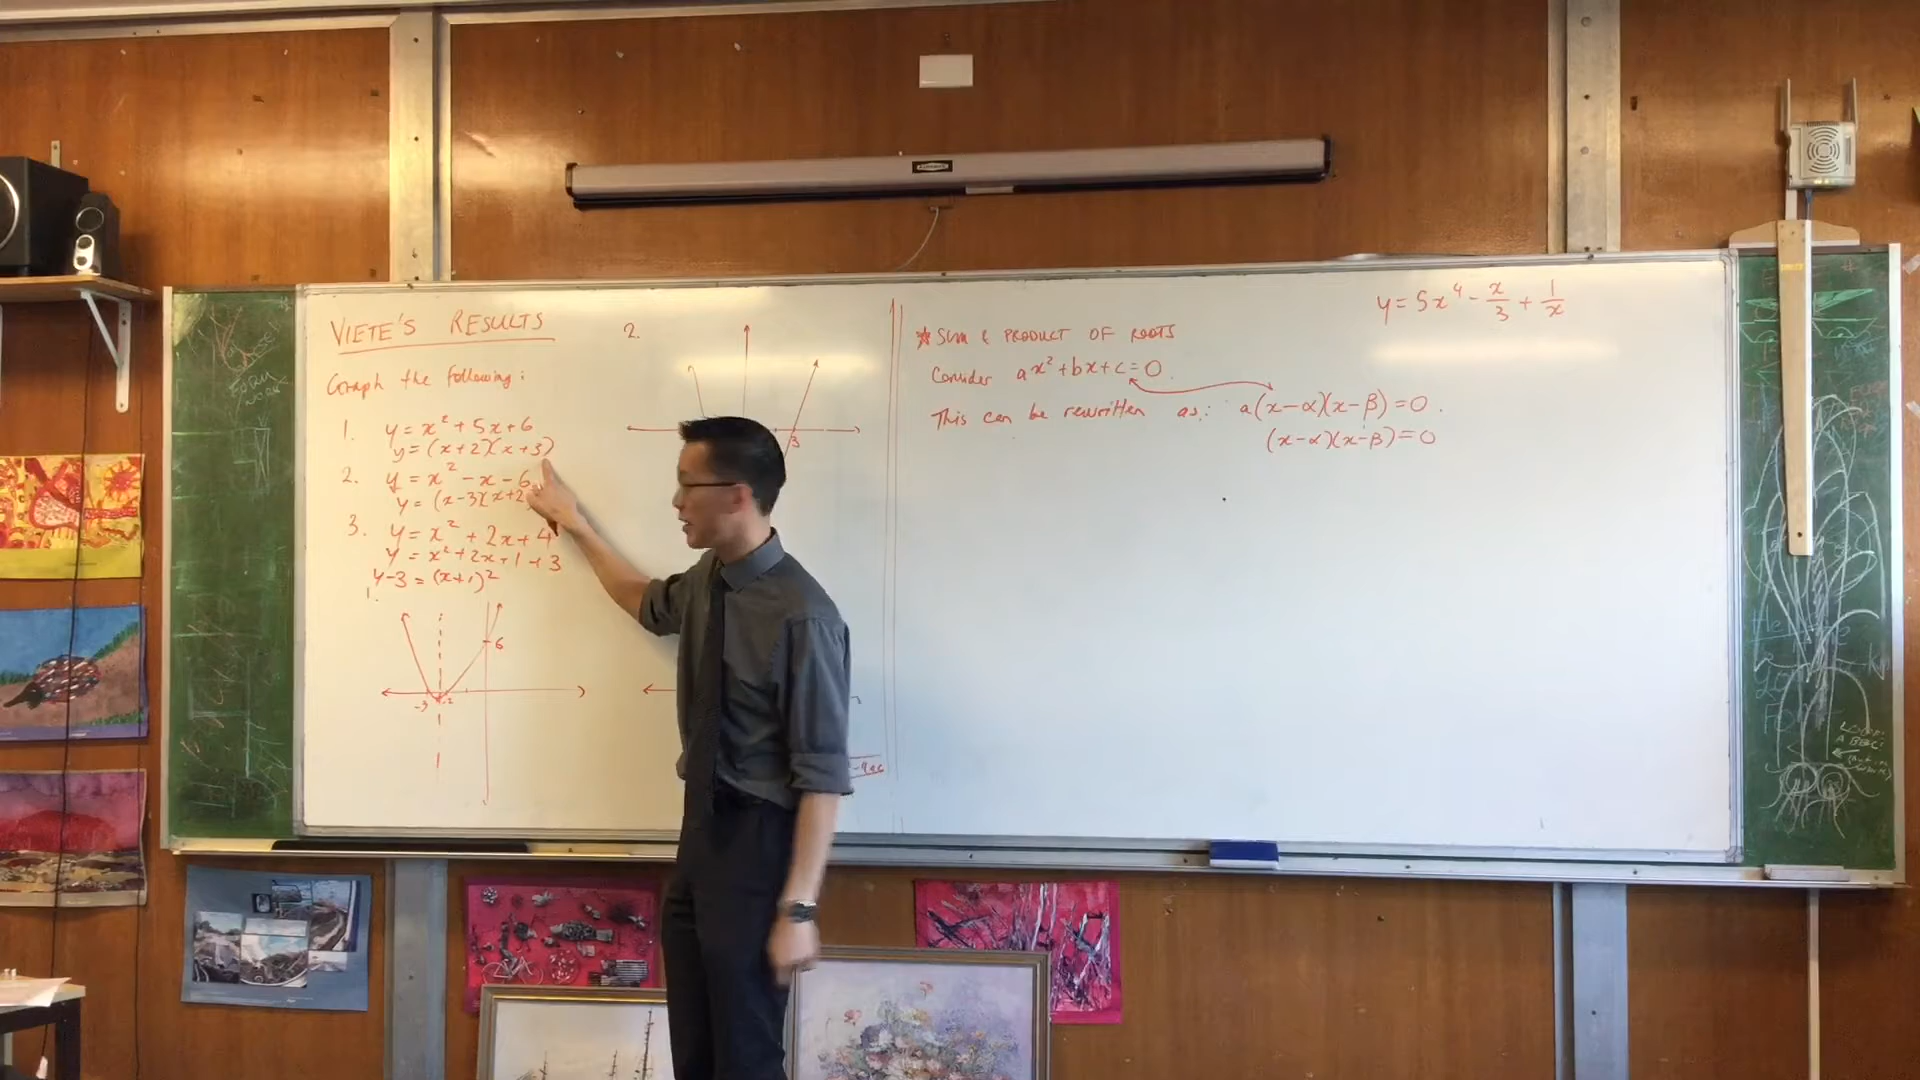 VIETE'S RESULTS
Graph the following:
1. y = x² + 5x + 6
y = (x+2)(x+3)
2. y = x² - x - 6
y = (x-3)(x+2
3. y = x² + 2x + 4
y = x² + 2x + 1 + 3
y-3 = (x+1)²
1.
6
-3
-2
2.
3
-4ac
★ SUM & PRODUCT OF ROOTS
Consider ax² + bx + c = 0.
This can be rewritten as: a(x-α)(x-β) = 0.
(x-α)(x-β) = 0
y = 5x⁴ - x/3 + 1/x